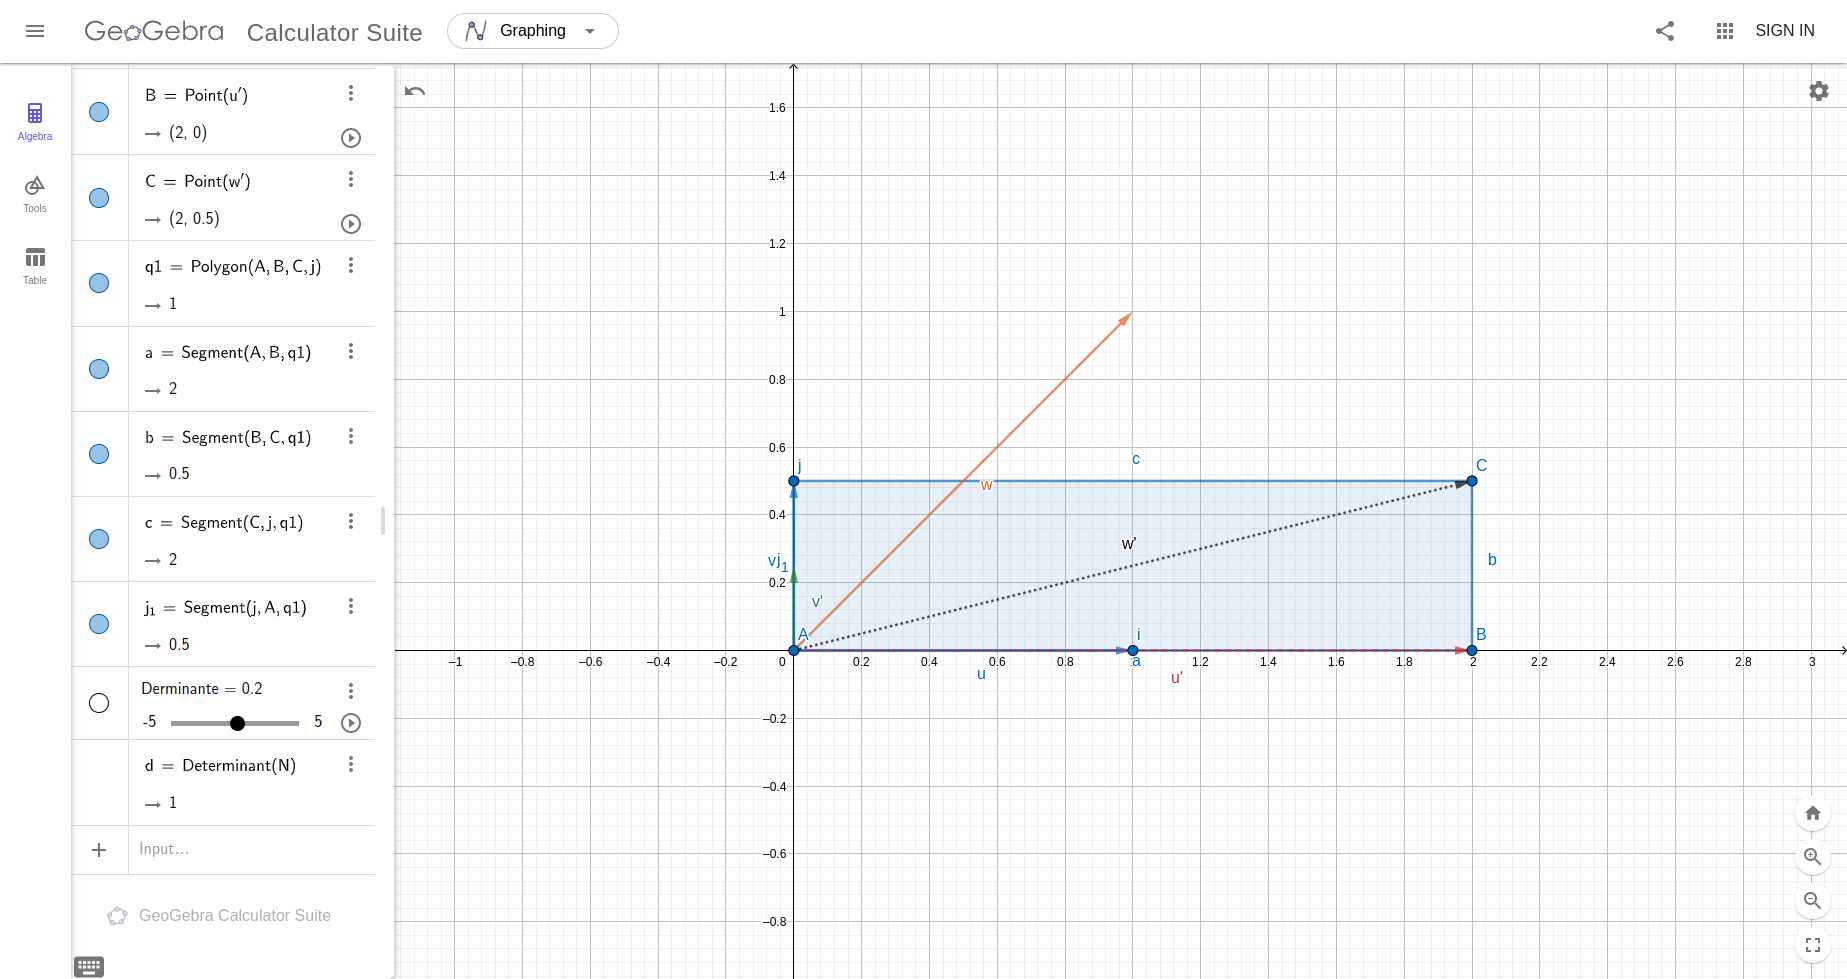 GeoGebra Calculator Suite Graphing SIGN IN
Algebra
Tools
Table
B = Point(u′)
→ (2, 0)
C = Point(w′)
→ (2, 0.5)
q1 = Polygon(A, B, C, j)
→ 1
a = Segment(A, B, q1)
→ 2
b = Segment(B, C, q1)
→ 0.5
c = Segment(C, j, q1)
→ 2
j₁ = Segment(j, A, q1)
→ 0.5
Derminante = 0.2
-5 5
d = Determinant(N)
→ 1
+ Input...
GeoGebra Calculator Suite
1.6
1.4
1.2
1
0.8
0.6
j c C
w
0.4
w'
vj₁ b
0.2
v'
A i B
–1 –0.8 –0.6 –0.4 –0.2 0 0.2 0.4 0.6 0.8 a 1.2 1.4 1.6 1.8 2 2.2 2.4 2.6 2.8 3
u u'
–0.2
–0.4
–0.6
–0.8